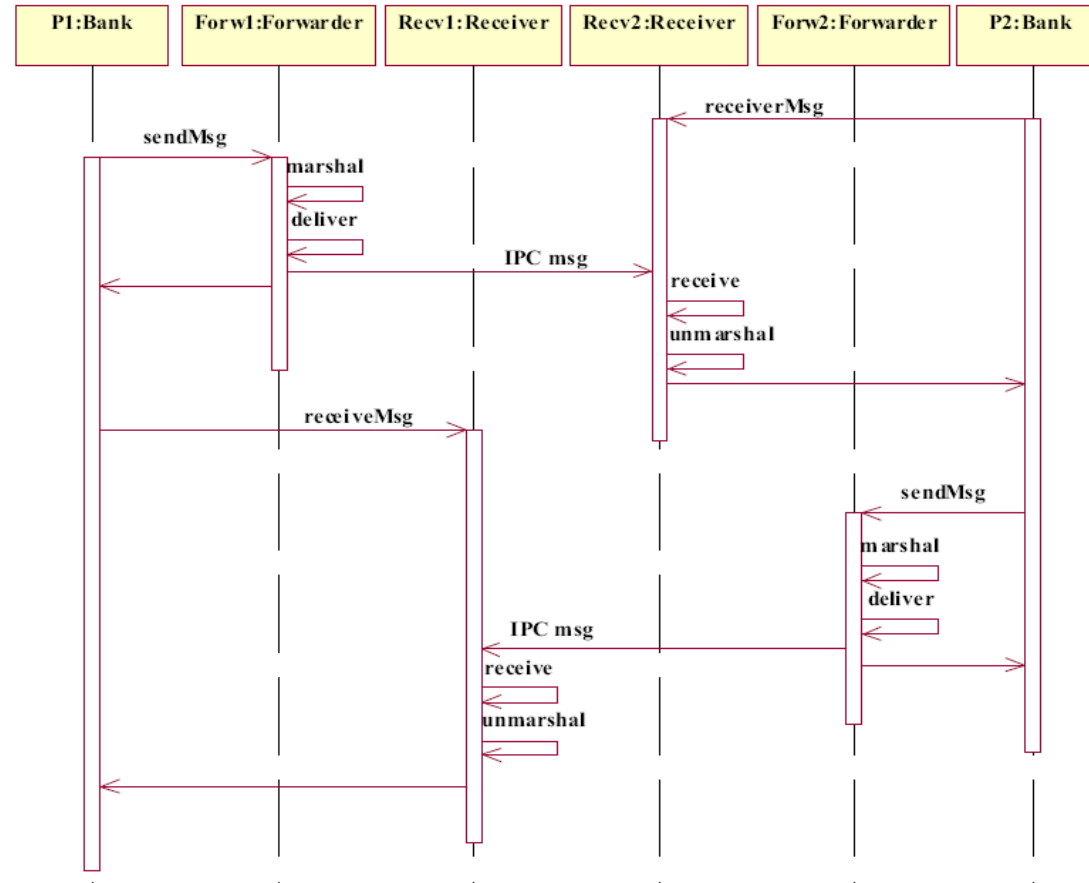 P1:Bank
Forw1:Forwarder
Recv1:Receiver
Recv2:Receiver
Forw2:Forwarder
P2:Bank
receiverMsg
sendMsg
marshal
deliver
IPC msg
receive
unmarshal
receiveMsg
sendMsg
marshal
deliver
IPC msg
receive
unmarshal